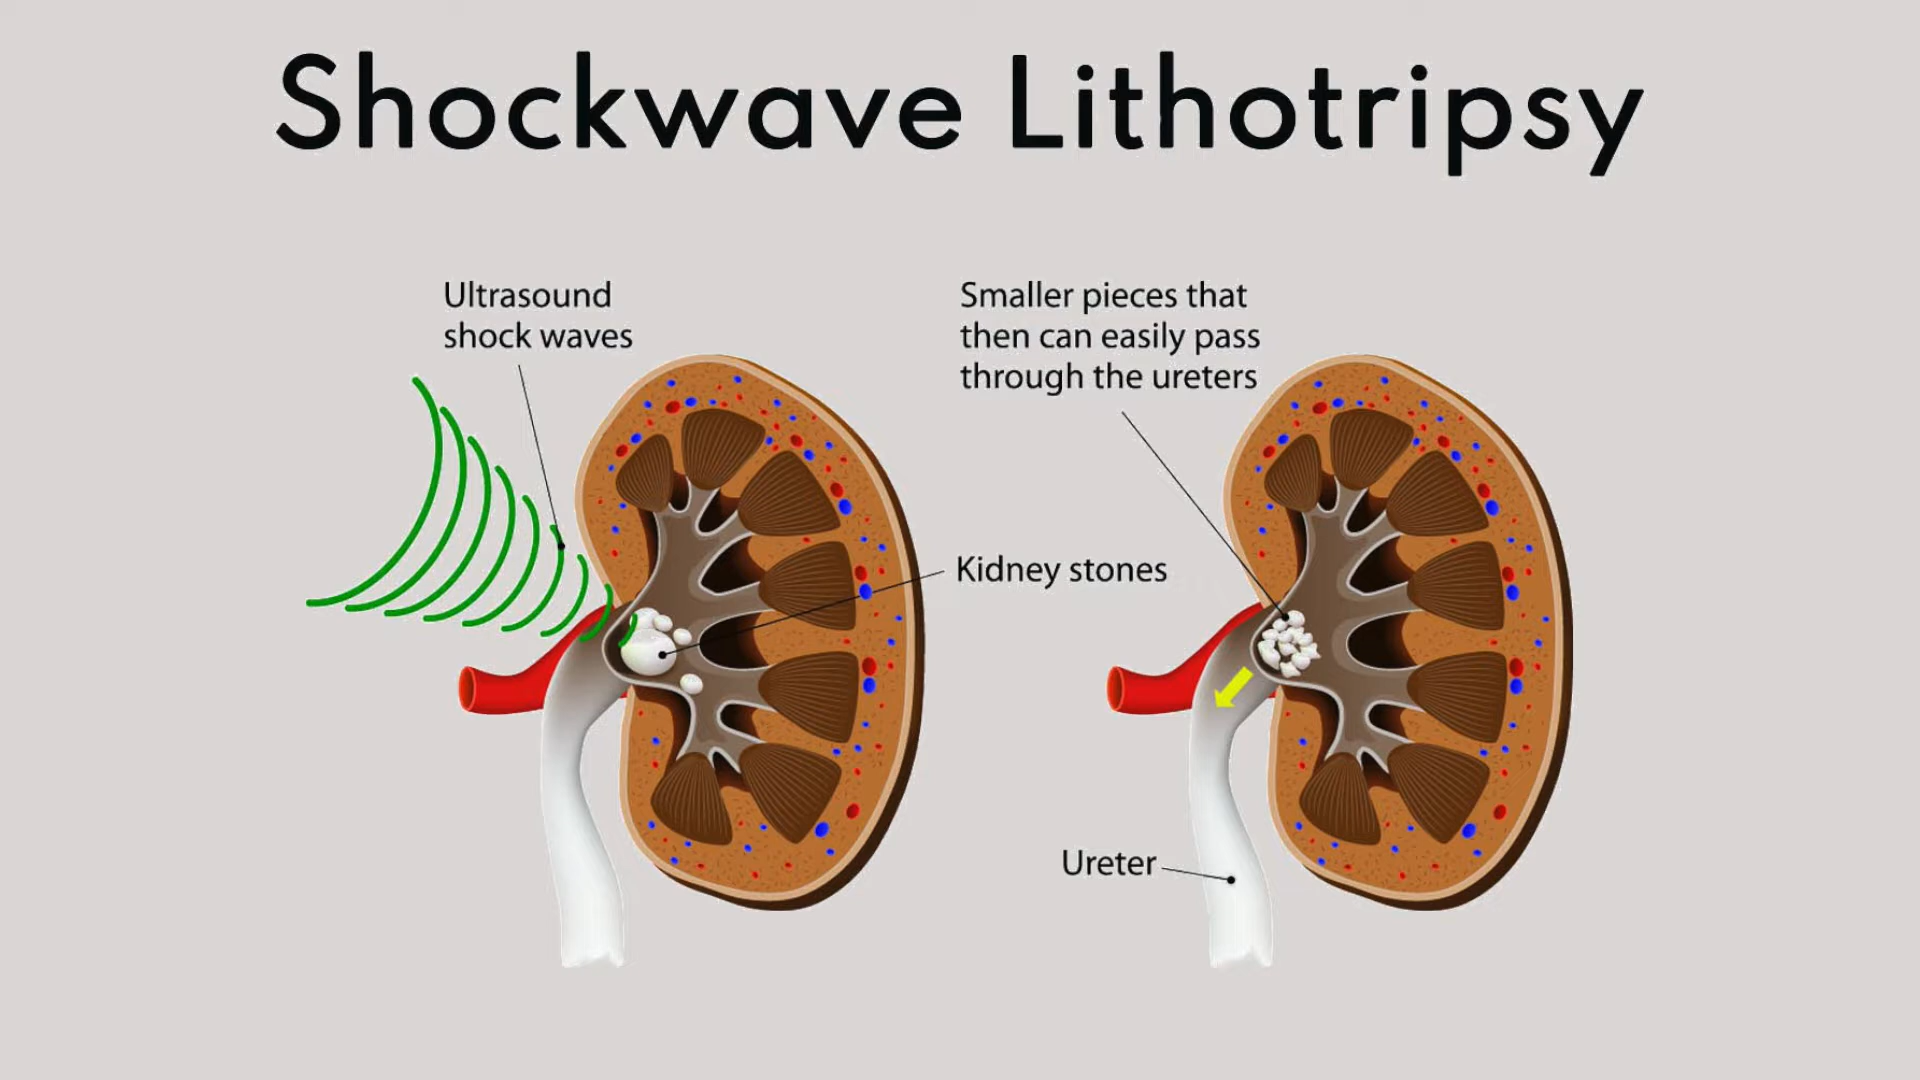 Shockwave Lithotripsy
Ultrasound
shock waves
Smaller pieces that
then can easily pass
through the ureters
Kidney stones
Ureter